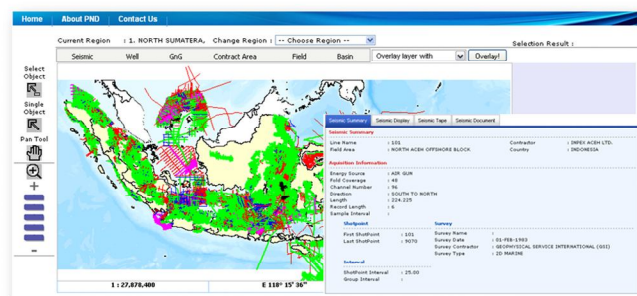 Home About PND Contact Us
Current Region : 1. NORTH SUMATERA, Change Region : -- Choose Region --
Selection Result :
Seismic Well GnG Contract Area Field Basin Overlay layer with Overlay!
Select
Object
Single
Object
Pan Tool
+
-
Seismic Summary Seismic Display Seismic Tape Seismic Document
Seismic Summary
Line Name : 101 Contractor : INPEX ACEH LTD.
Field Area : NORTH ACEH OFFSHORE BLOCK Country : INDONESIA
Aquisition Information
Energy Source : AIR GUN
Fold Coverage : 48
Channel Number : 96
Direction : SOUTH TO NORTH
Length : 224.225
Record Length : 6
Sample Interval :
Shotpoint Survey
First ShotPoint : 101 Survey Name :
Last ShotPoint : 9070 Survey Date : 01-FEB-1983
Survey Contractor : GEOPHYSICAL SERVICE INTERNATIONAL (GSI)
Survey Type : 2D MARINE
Interval
ShotPoint Interval : 25.00
Group Interval :
1 : 27,878,400 E 118° 15' 36"